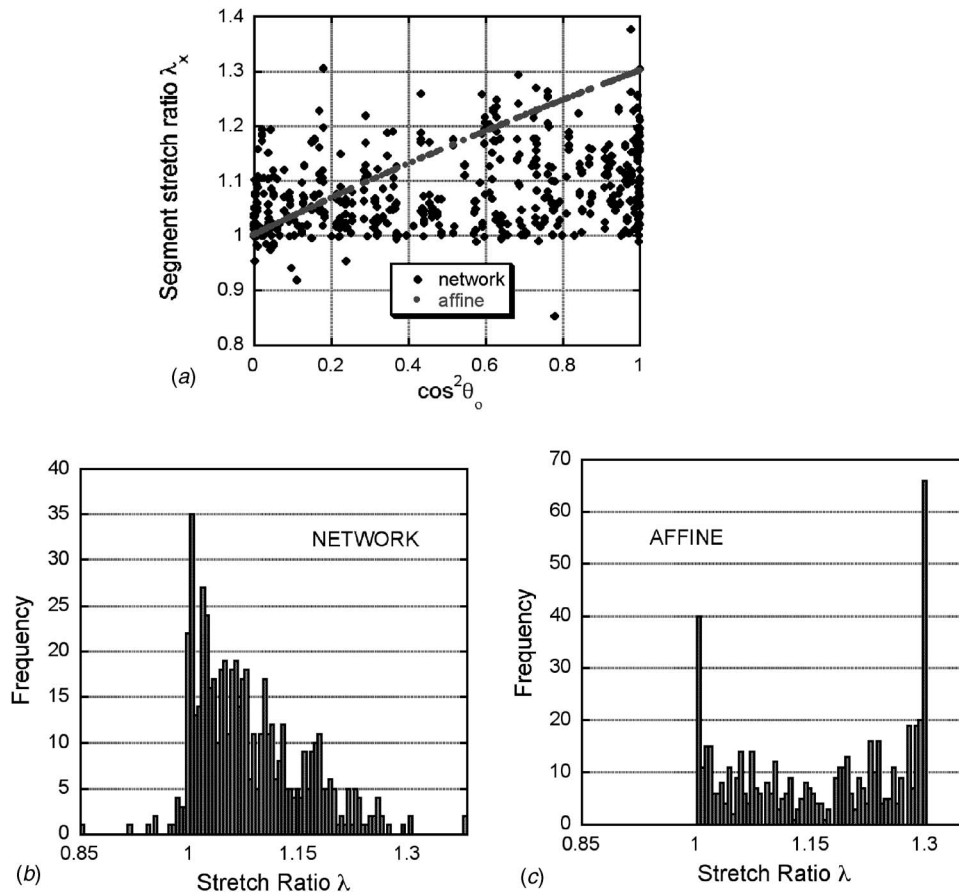 1.4
1.3
1.2
1.1
1
0.9
0.8
Segment stretch ratio λx
network
affine
0 0.2 0.4 0.6 0.8 1
cos²θo
(a)
40
35
30
25
20
15
10
5
0
Frequency
NETWORK
0.85 1 1.15 1.3
Stretch Ratio λ
(b)
70
60
50
40
30
20
10
0
Frequency
AFFINE
0.85 1 1.15 1.3
Stretch Ratio λ
(c)